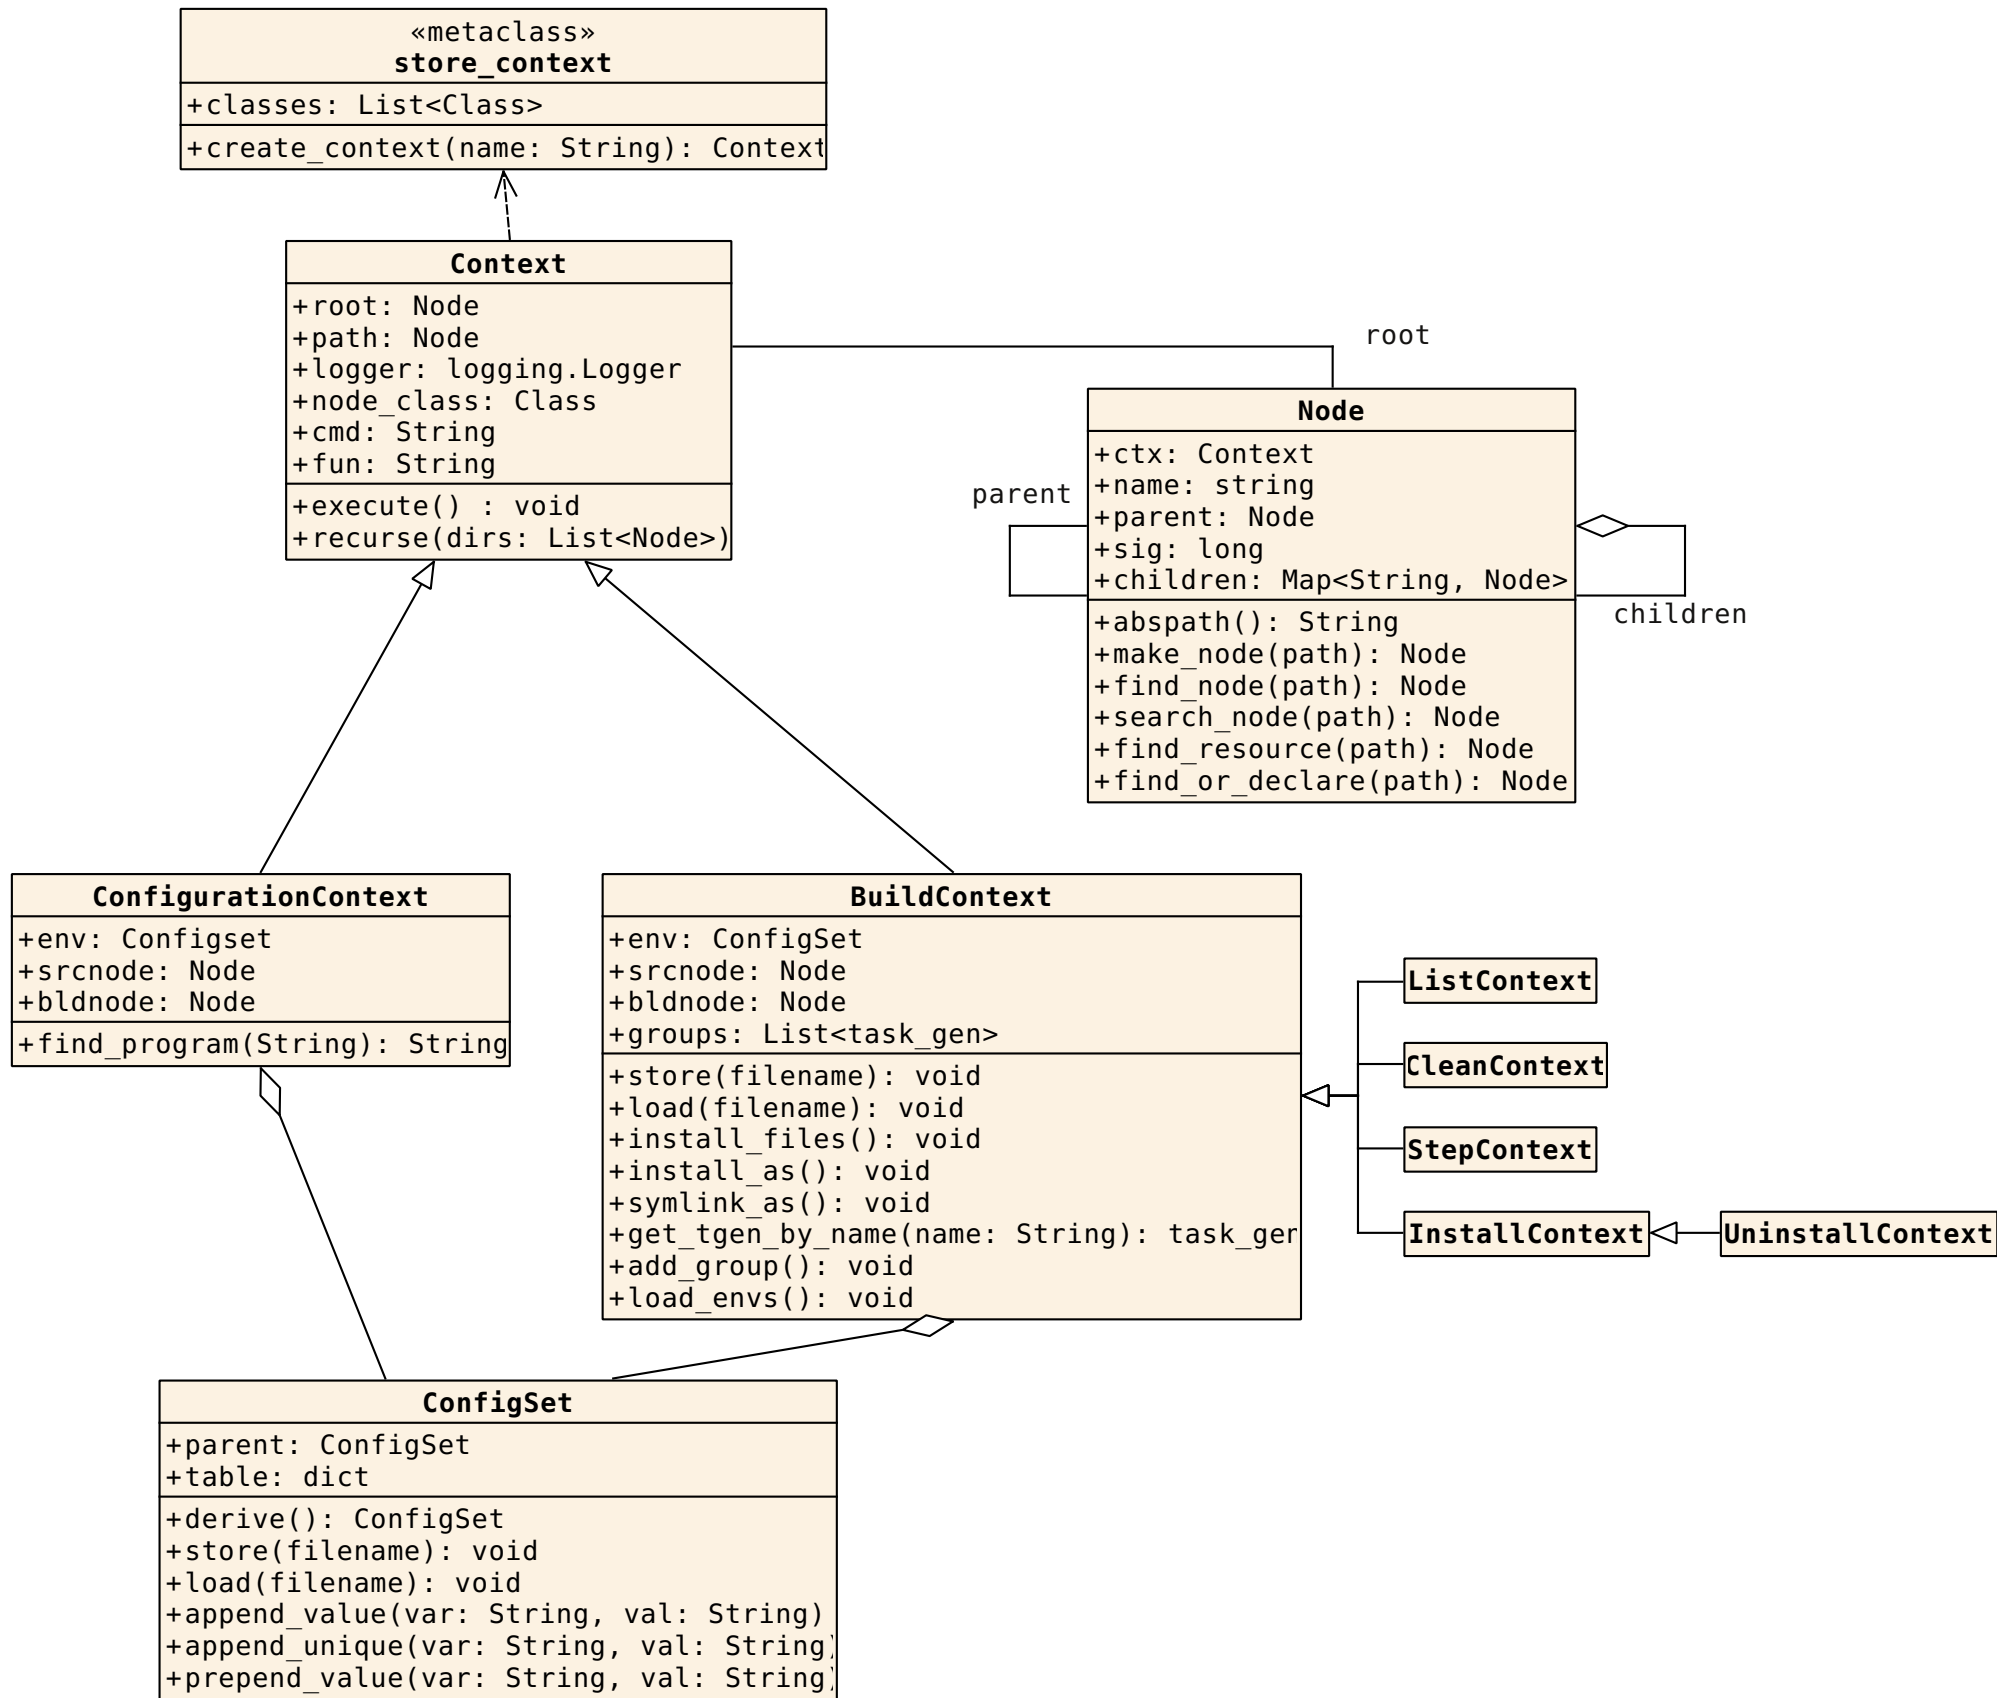 «metaclass»
store_context
+classes: List<Class>
+create_context(name: String): Context
Context
+root: Node
+path: Node
+logger: logging.Logger
+node_class: Class
+cmd: String
+fun: String
+execute() : void
+recurse(dirs: List<Node>)
root
Node
+ctx: Context
+name: string
+parent: Node
+sig: long
+children: Map<String, Node>
+abspath(): String
+make_node(path): Node
+find_node(path): Node
+search_node(path): Node
+find_resource(path): Node
+find_or_declare(path): Node
parent
children
ConfigurationContext
+env: Configset
+srcnode: Node
+bldnode: Node
+find_program(String): String
BuildContext
+env: ConfigSet
+srcnode: Node
+bldnode: Node
+groups: List<task_gen>
+store(filename): void
+load(filename): void
+install_files(): void
+install_as(): void
+symlink_as(): void
+get_tgen_by_name(name: String): task_gen
+add_group(): void
+load_envs(): void
ListContext
CleanContext
StepContext
InstallContext
UninstallContext
ConfigSet
+parent: ConfigSet
+table: dict
+derive(): ConfigSet
+store(filename): void
+load(filename): void
+append_value(var: String, val: String)
+append_unique(var: String, val: String)
+prepend_value(var: String, val: String)